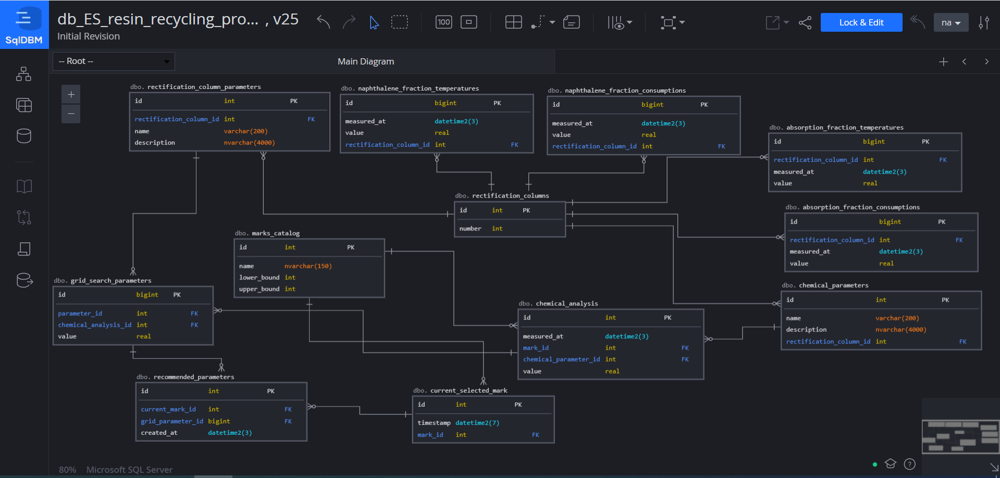 db_ES_resin_recycling_pro... , v25
Initial Revision
SqlDBM
100
Lock & Edit
na
-- Root --
Main Diagram
+
−
dbo. rectification_column_parameters
id int PK
rectification_column_id int FK
name varchar(200)
description nvarchar(4000)
dbo. naphthalene_fraction_temperatures
id bigint PK
measured_at datetime2(3)
value real
rectification_column_id int FK
dbo. naphthalene_fraction_consumptions
id bigint PK
measured_at datetime2(3)
value real
rectification_column_id int FK
dbo. absorption_fraction_temperatures
id bigint PK
rectification_column_id int FK
measured_at datetime2(3)
value real
dbo. rectification_columns
id int PK
number int
dbo. absorption_fraction_consumptions
id bigint PK
rectification_column_id int FK
measured_at datetime2(3)
value real
dbo. marks_catalog
id int PK
name nvarchar(150)
lower_bound int
upper_bound int
dbo. grid_search_parameters
id bigint PK
parameter_id int FK
chemical_analysis_id int FK
value real
dbo. chemical_parameters
id int PK
name varchar(200)
description nvarchar(4000)
rectification_column_id int FK
dbo. chemical_analysis
id int PK
measured_at datetime2(3)
mark_id int FK
chemical_parameter_id int FK
value real
dbo. recommended_parameters
id int PK
current_mark_id int FK
grid_parameter_id bigint FK
created_at datetime2(3)
dbo. current_selected_mark
id int PK
timestamp datetime2(7)
mark_id int FK
80% Microsoft SQL Server
?